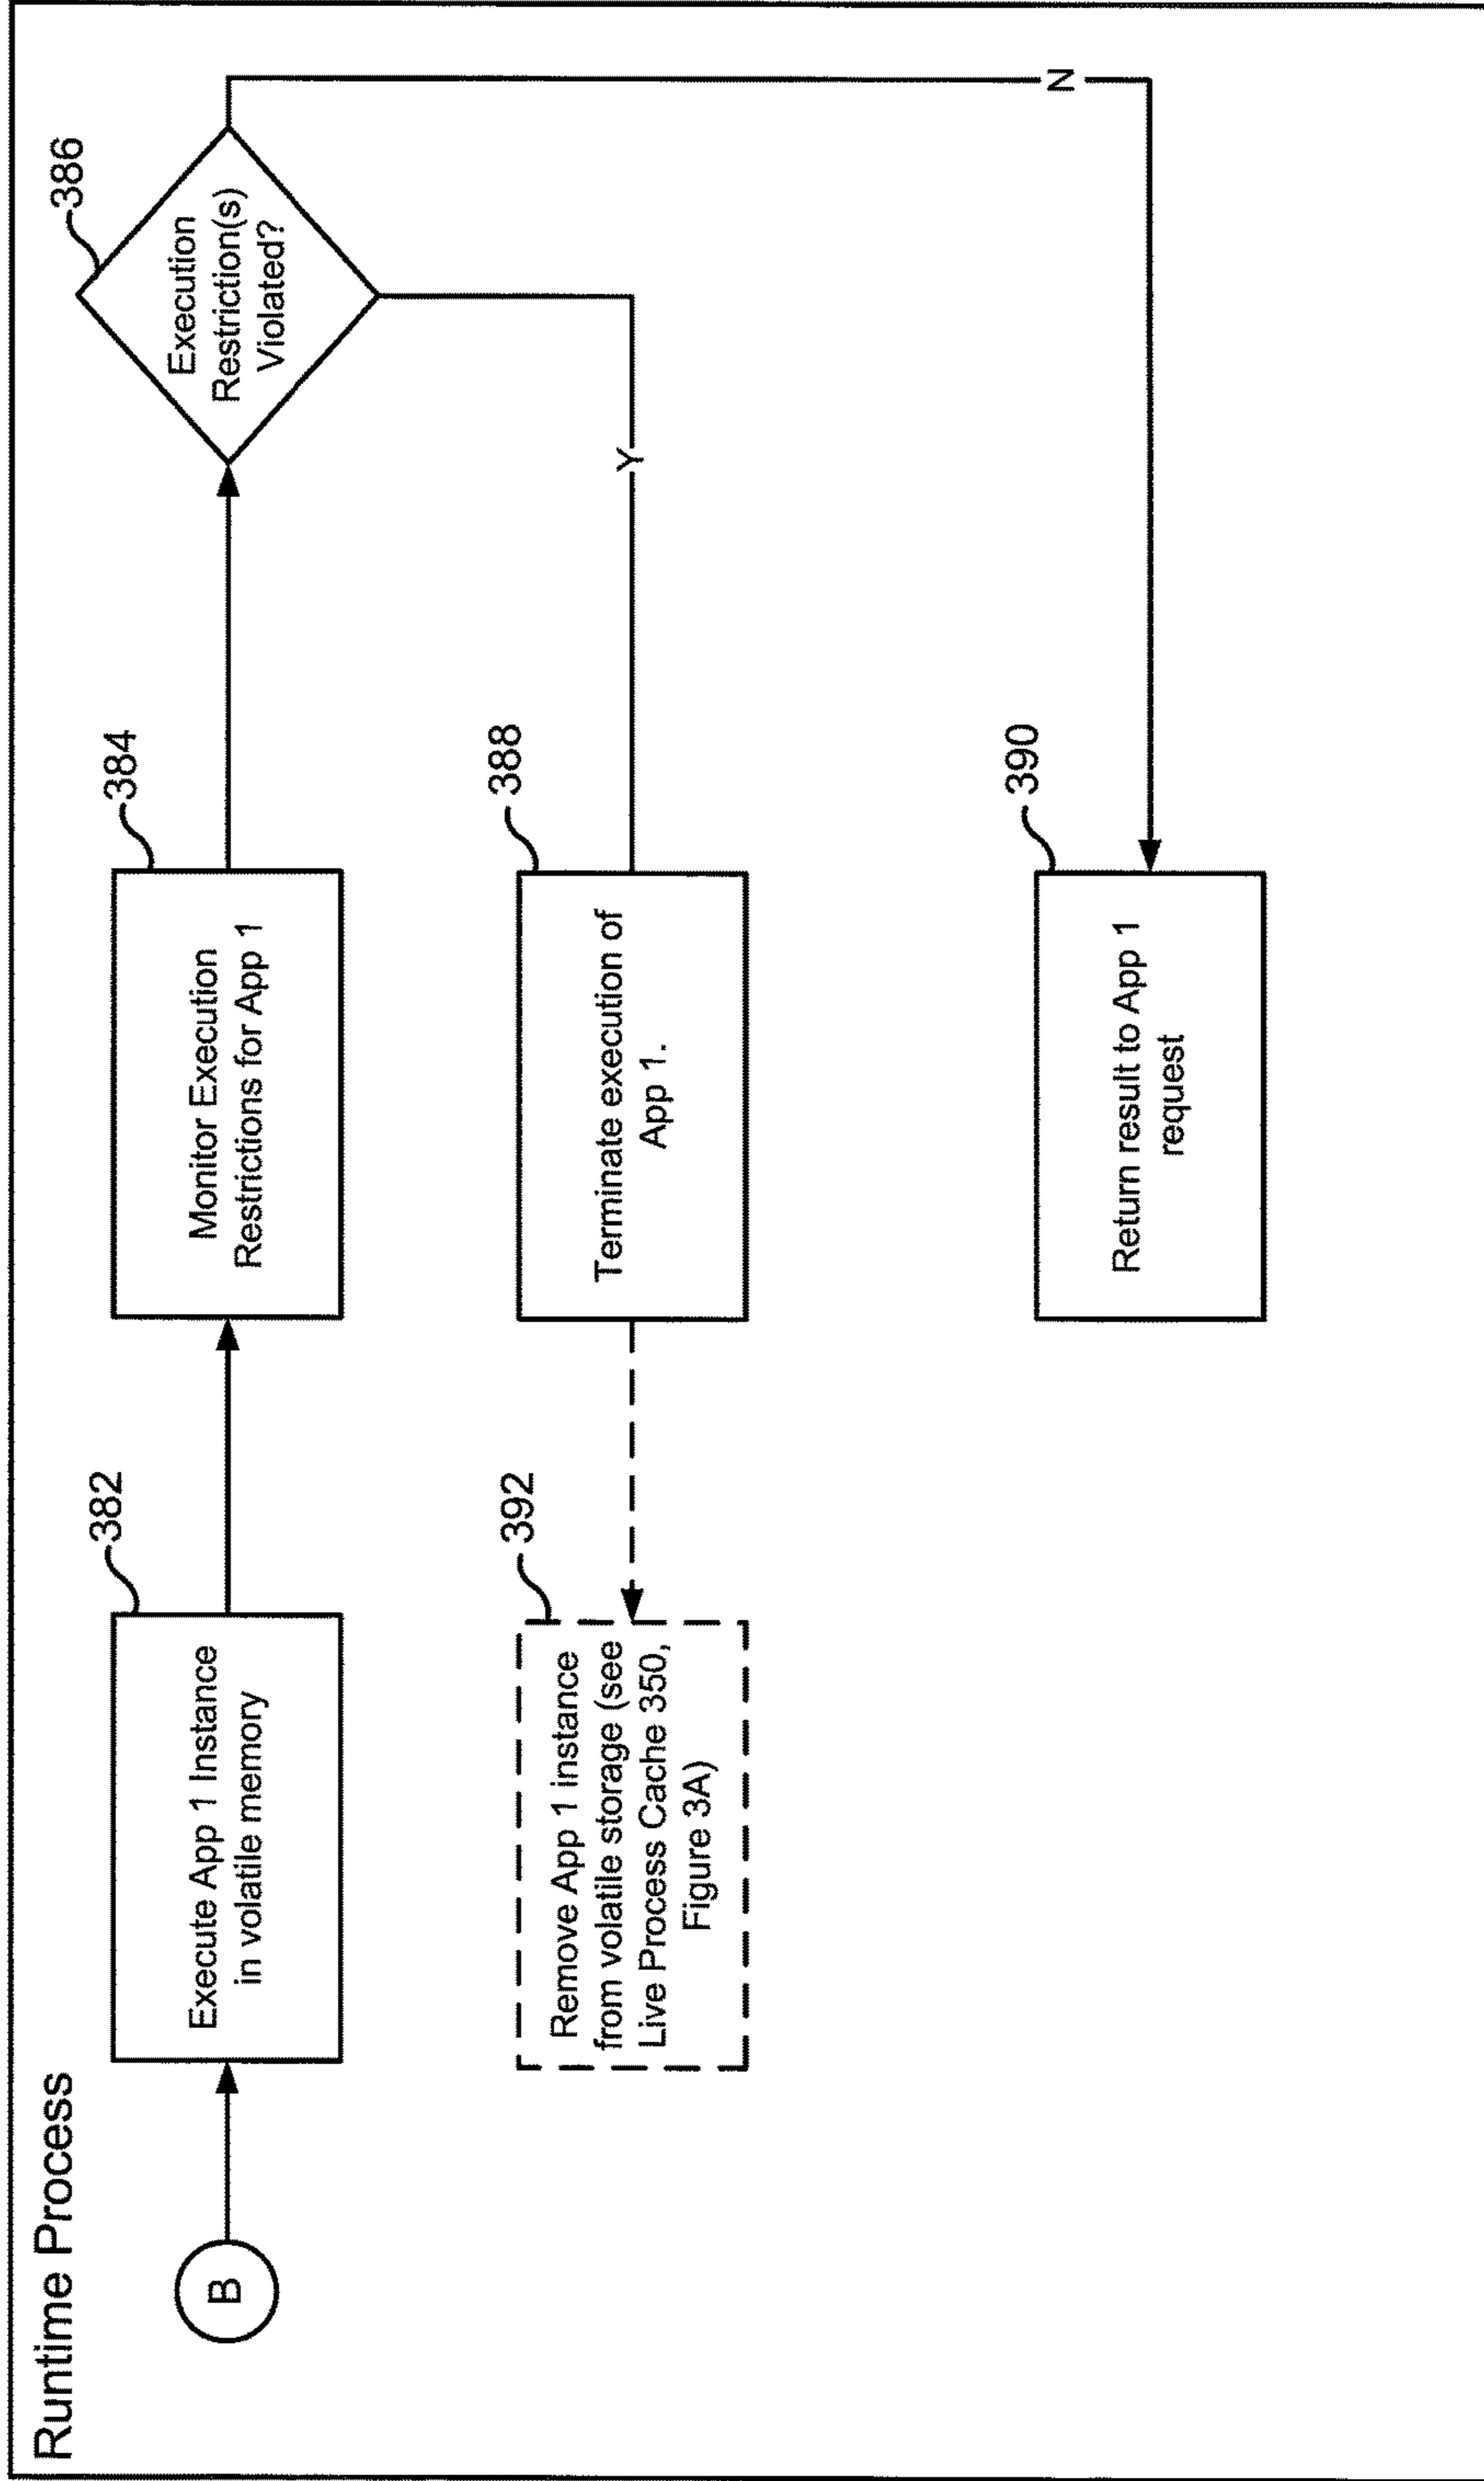 Runtime Process
B
382
Execute App 1 Instance
in volatile memory
384
Monitor Execution
Restrictions for App 1
386
Execution
Restriction(s)
Violated?
Y
N
388
Terminate execution of
App 1.
392
Remove App 1 instance
from volatile storage (see
Live Process Cache 350,
Figure 3A)
390
Return result to App 1
request